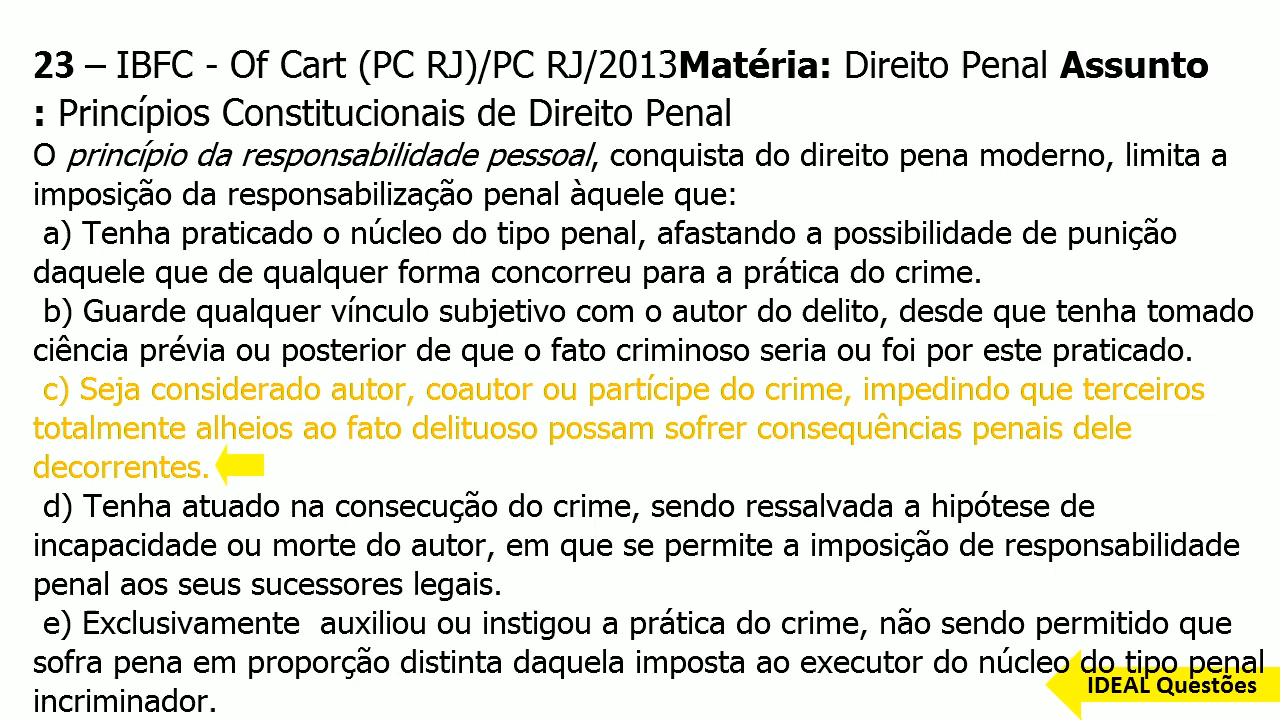 23 – IBFC - Of Cart (PC RJ)/PC RJ/2013Matéria: Direito Penal Assunto
: Princípios Constitucionais de Direito Penal
O princípio da responsabilidade pessoal, conquista do direito pena moderno, limita a
imposição da responsabilização penal àquele que:
a) Tenha praticado o núcleo do tipo penal, afastando a possibilidade de punição
daquele que de qualquer forma concorreu para a prática do crime.
b) Guarde qualquer vínculo subjetivo com o autor do delito, desde que tenha tomado
ciência prévia ou posterior de que o fato criminoso seria ou foi por este praticado.
c) Seja considerado autor, coautor ou partícipe do crime, impedindo que terceiros
totalmente alheios ao fato delituoso possam sofrer consequências penais dele
decorrentes.
d) Tenha atuado na consecução do crime, sendo ressalvada a hipótese de
incapacidade ou morte do autor, em que se permite a imposição de responsabilidade
penal aos seus sucessores legais.
e) Exclusivamente  auxiliou ou instigou a prática do crime, não sendo permitido que
sofra pena em proporção distinta daquela imposta ao executor do núcleo do tipo penal
incriminador.
IDEAL Questões